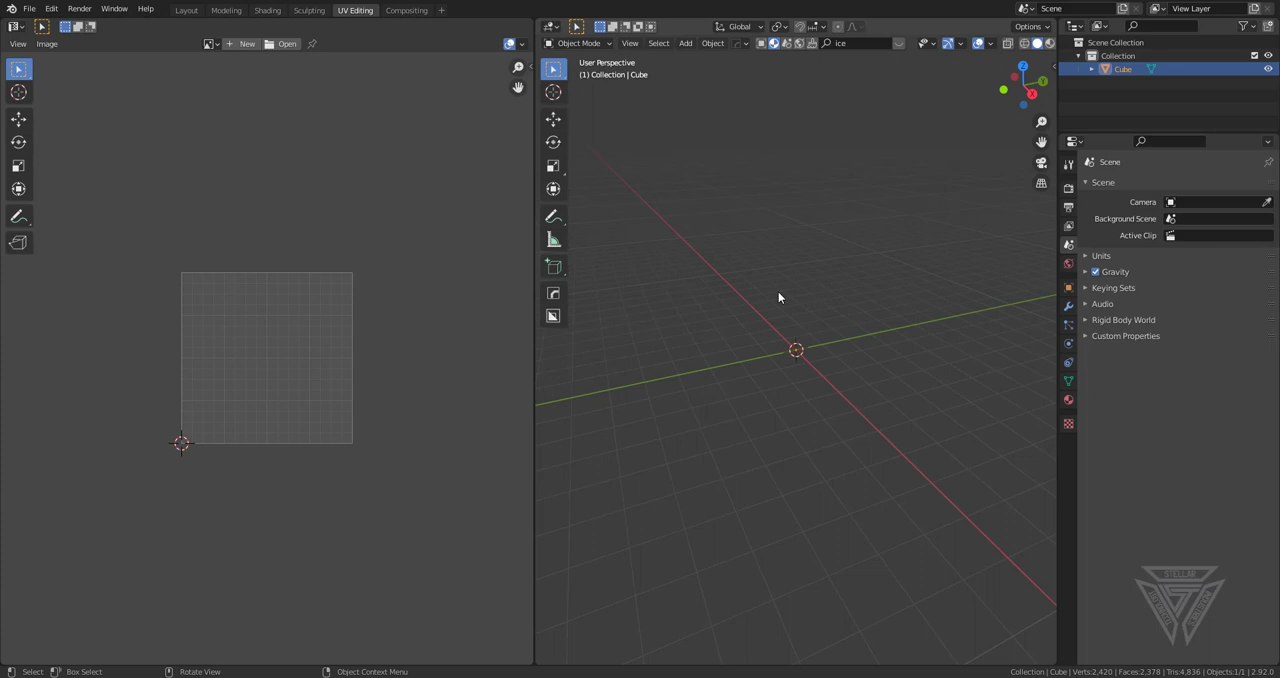 File Edit Render Window Help
Layout Modeling Shading Sculpting UV Editing Compositing
Scene
View Layer
Global
Options
View Image
New Open
Object Mode View Select Add Object
ice
User Perspective
(1) Collection | Cube
Z
Y
X
Scene Collection
Collection
Cube
Scene
Scene
Camera
Background Scene
Active Clip
Units
Gravity
Keying Sets
Audio
Rigid Body World
Custom Properties
STELLAR
Select Box Select Rotate View Object Context Menu
Collection | Cube | Verts:2,420 | Faces:2,378 | Tris:4,836 | Objects:1/1 | 2.92.0